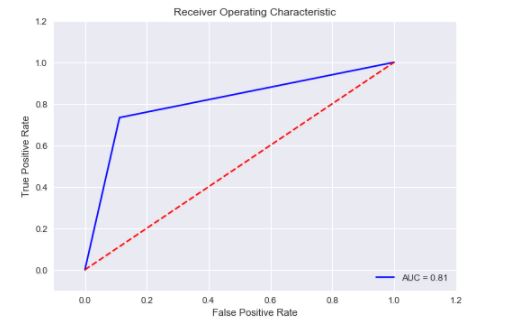 Receiver Operating Characteristic
1.2
1.0
0.8
0.6
0.4
0.2
0.0
True Positive Rate
AUC = 0.81
0.0 0.2 0.4 0.6 0.8 1.0 1.2
False Positive Rate